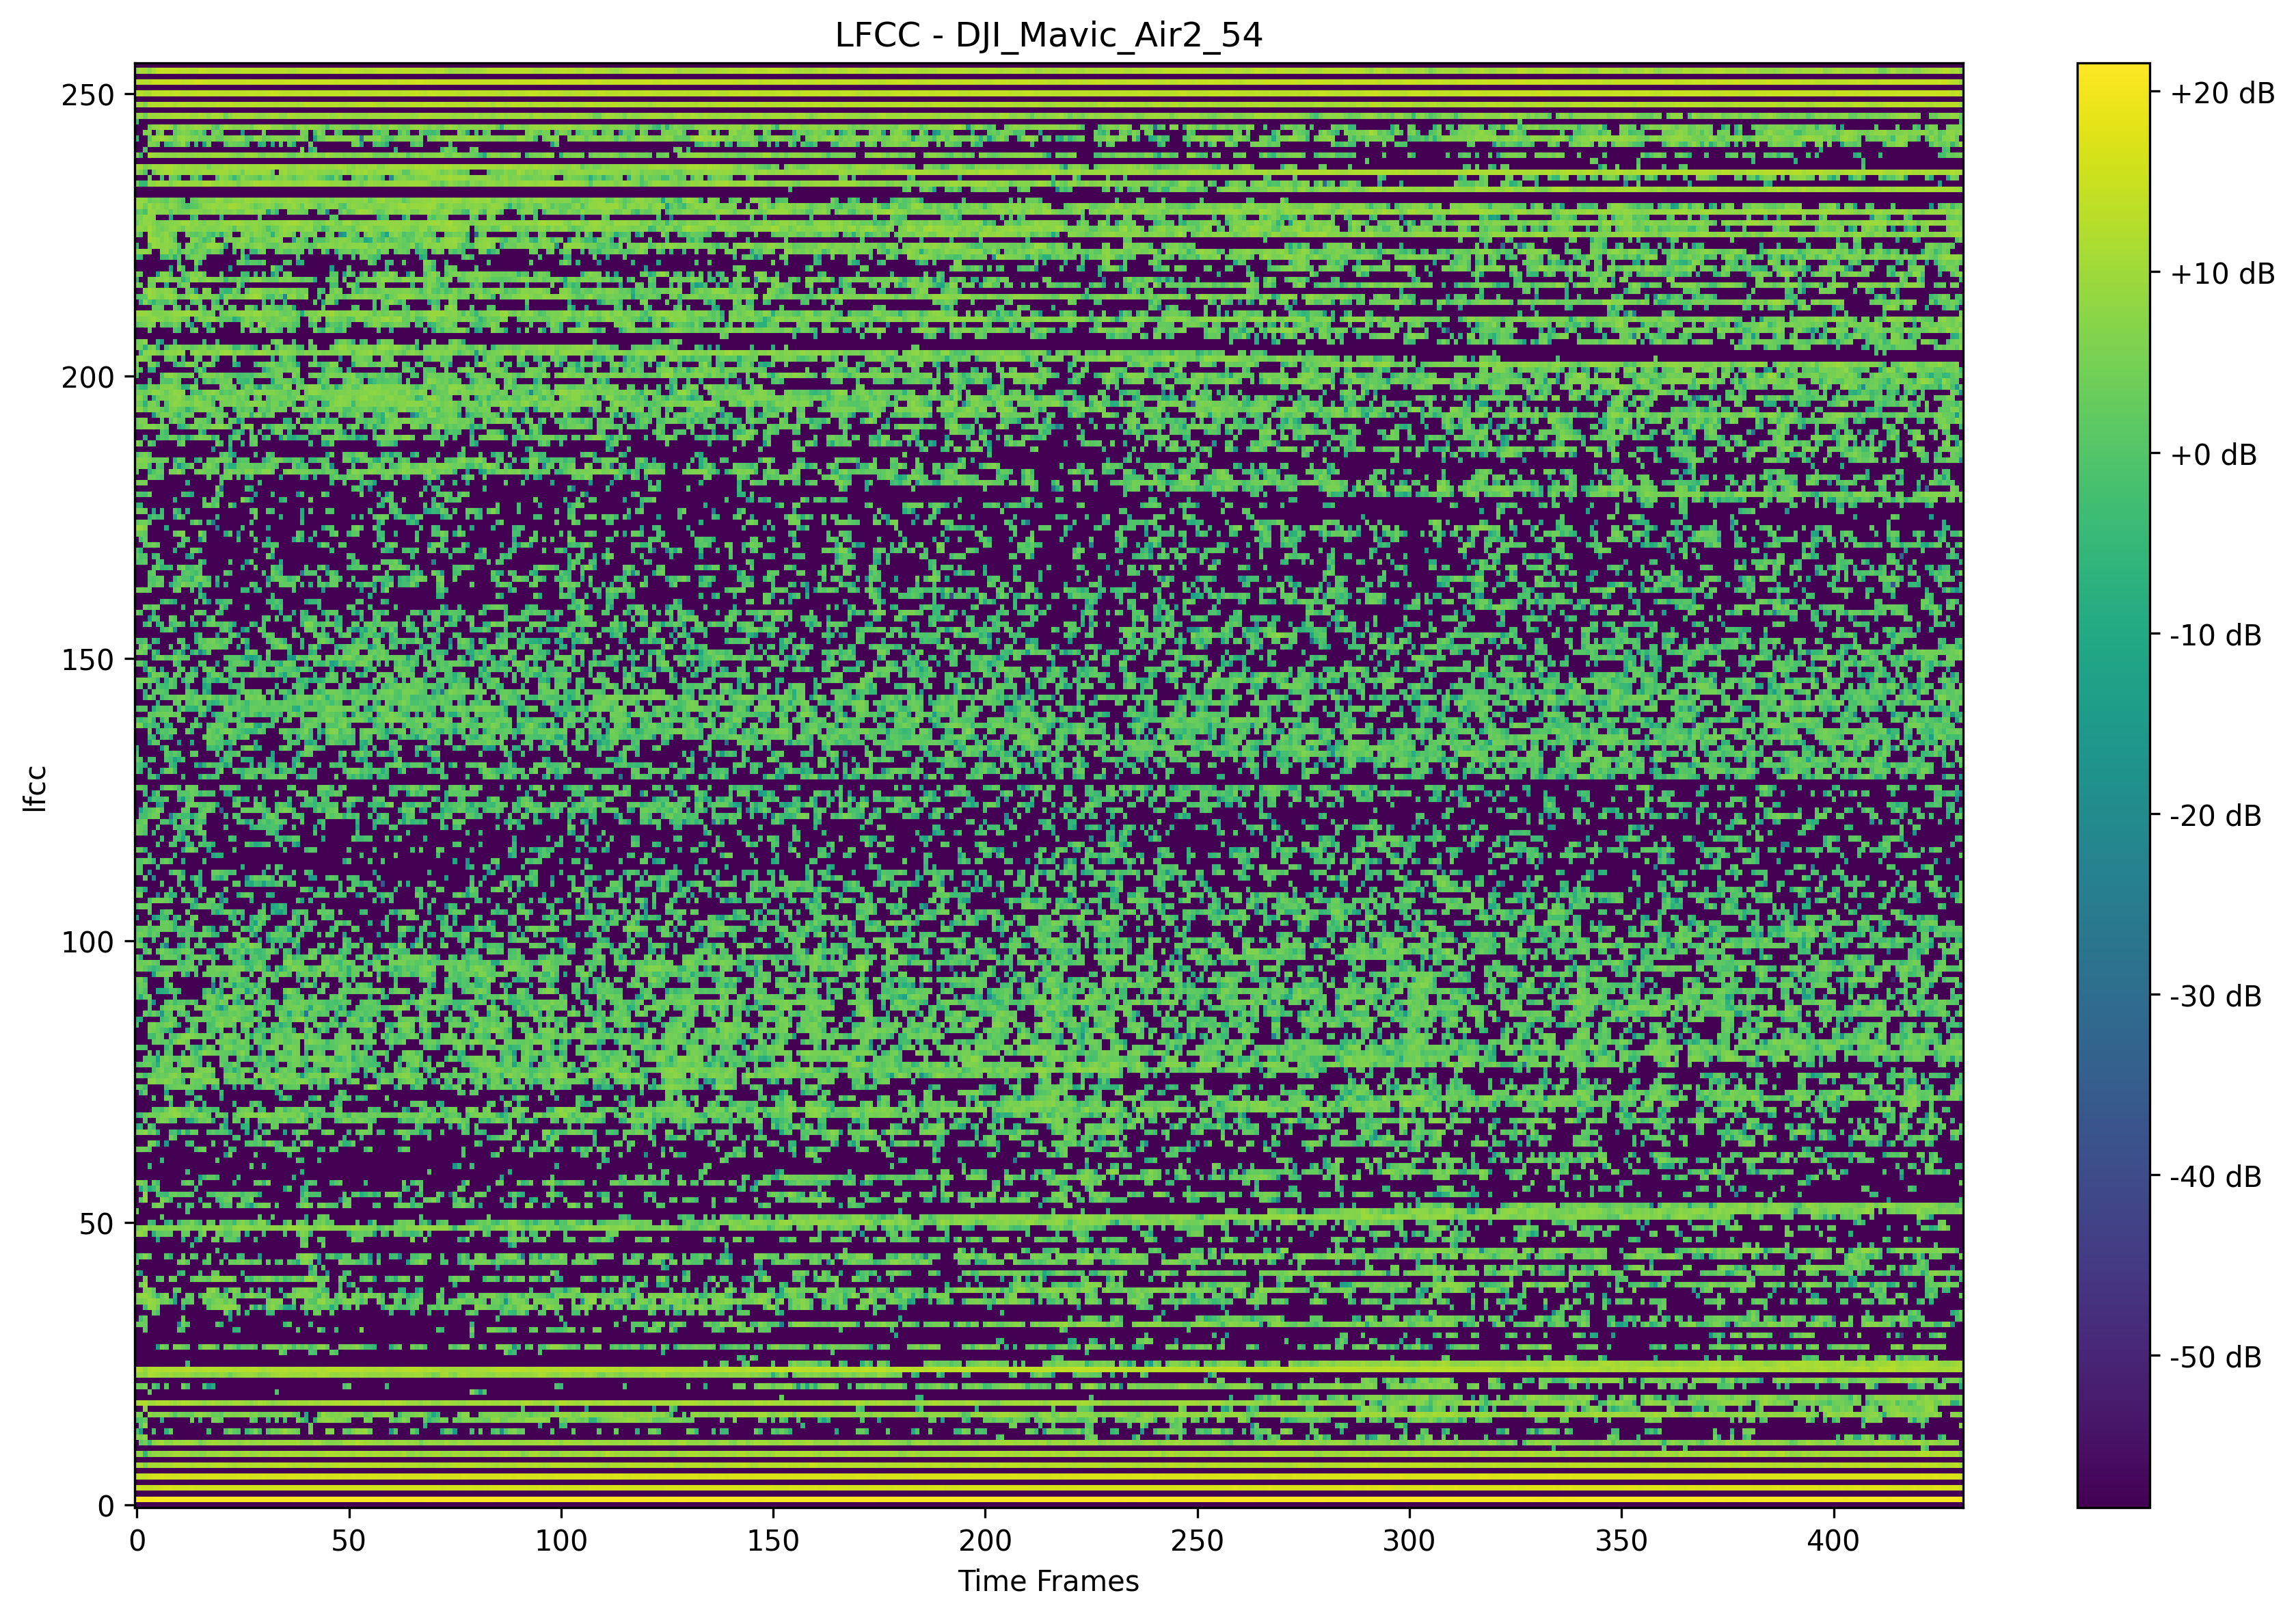 LFCC - DJI_Mavic_Air2_54
lfcc
250
200
150
100
50
0
0 50 100 150 200 250 300 350 400
Time Frames
+20 dB
+10 dB
+0 dB
-10 dB
-20 dB
-30 dB
-40 dB
-50 dB